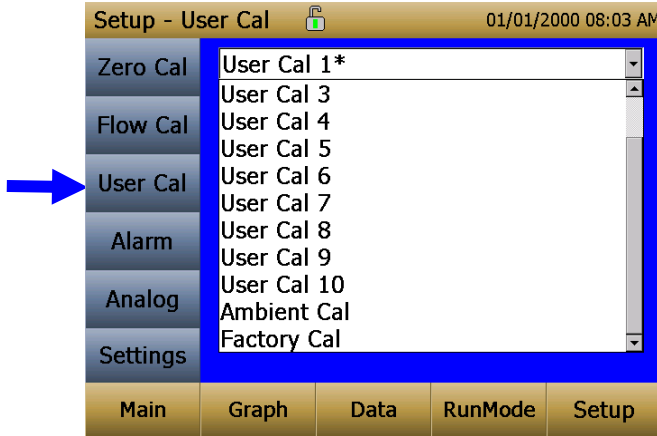 Setup - User Cal 01/01/2000 08:03 AM
Zero Cal
Flow Cal
User Cal
Alarm
Analog
Settings
User Cal 1*
User Cal 3
User Cal 4
User Cal 5
User Cal 6
User Cal 7
User Cal 8
User Cal 9
User Cal 10
Ambient Cal
Factory Cal
Main Graph Data RunMode Setup